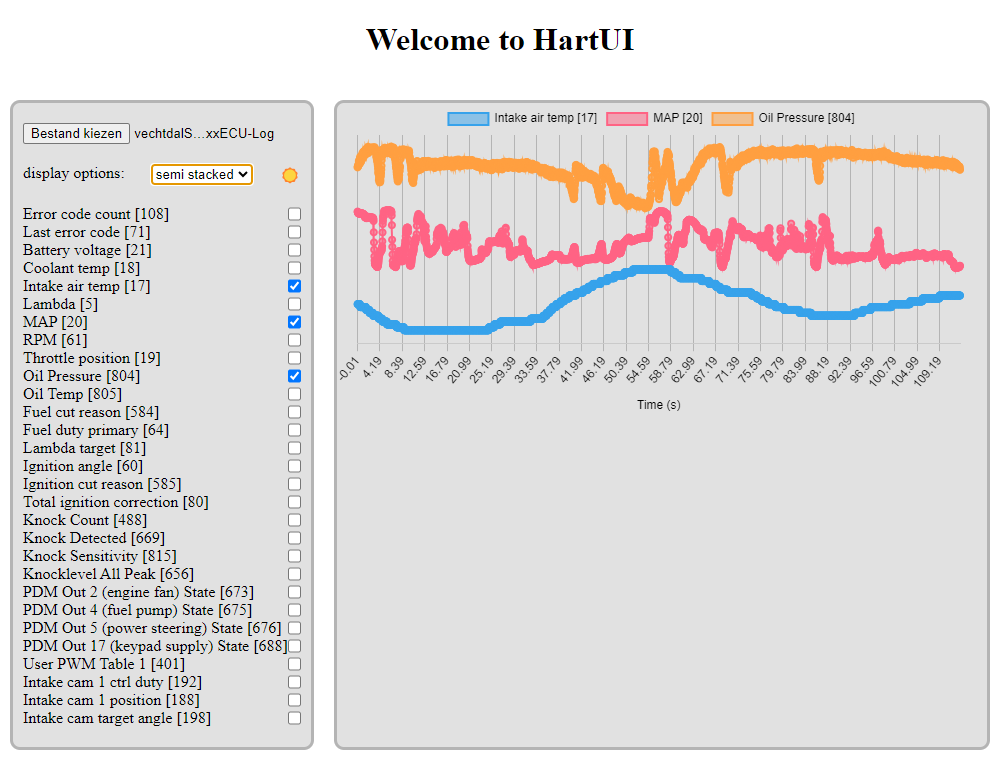 Welcome to HartUI
Bestand kiezen vechtdalS...xxECU-Log
display options: semi stacked
Error code count [108]
Last error code [71]
Battery voltage [21]
Coolant temp [18]
Intake air temp [17]
Lambda [5]
MAP [20]
RPM [61]
Throttle position [19]
Oil Pressure [804]
Oil Temp [805]
Fuel cut reason [584]
Fuel duty primary [64]
Lambda target [81]
Ignition angle [60]
Ignition cut reason [585]
Total ignition correction [80]
Knock Count [488]
Knock Detected [669]
Knock Sensitivity [815]
Knocklevel All Peak [656]
PDM Out 2 (engine fan) State [673]
PDM Out 4 (fuel pump) State [675]
PDM Out 5 (power steering) State [676]
PDM Out 17 (keypad supply) State [688]
User PWM Table 1 [401]
Intake cam 1 ctrl duty [192]
Intake cam 1 position [188]
Intake cam target angle [198]
Intake air temp [17] MAP [20] Oil Pressure [804]
-0.01 4.19 8.39 12.59 16.79 20.99 25.19 29.39 33.59 37.79 41.99 46.19 50.39 54.59 58.79 62.99 67.19 71.39 75.59 79.79 83.99 88.19 92.39 96.59 100.79 104.99 109.19
Time (s)